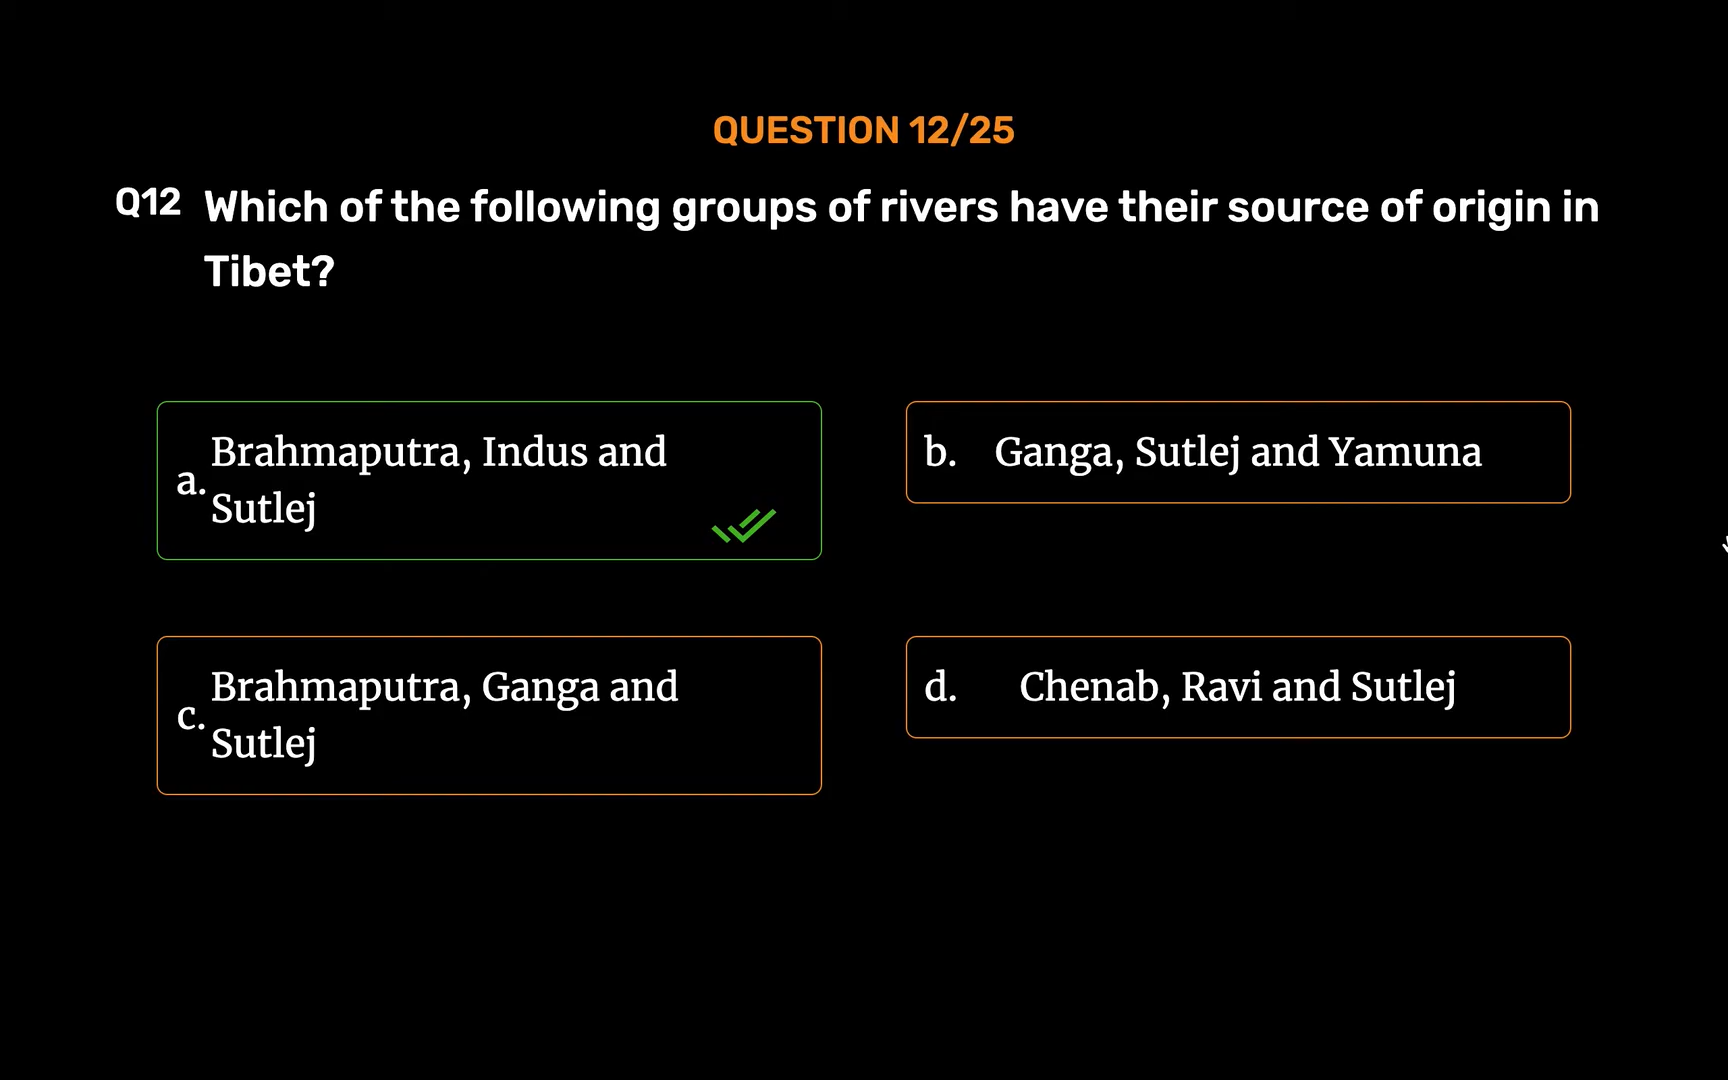 QUESTION 12/25
Q12 Which of the following groups of rivers have their source of origin in
Tibet?
a. Brahmaputra, Indus and
Sutlej
b. Ganga, Sutlej and Yamuna
c. Brahmaputra, Ganga and
Sutlej
d. Chenab, Ravi and Sutlej